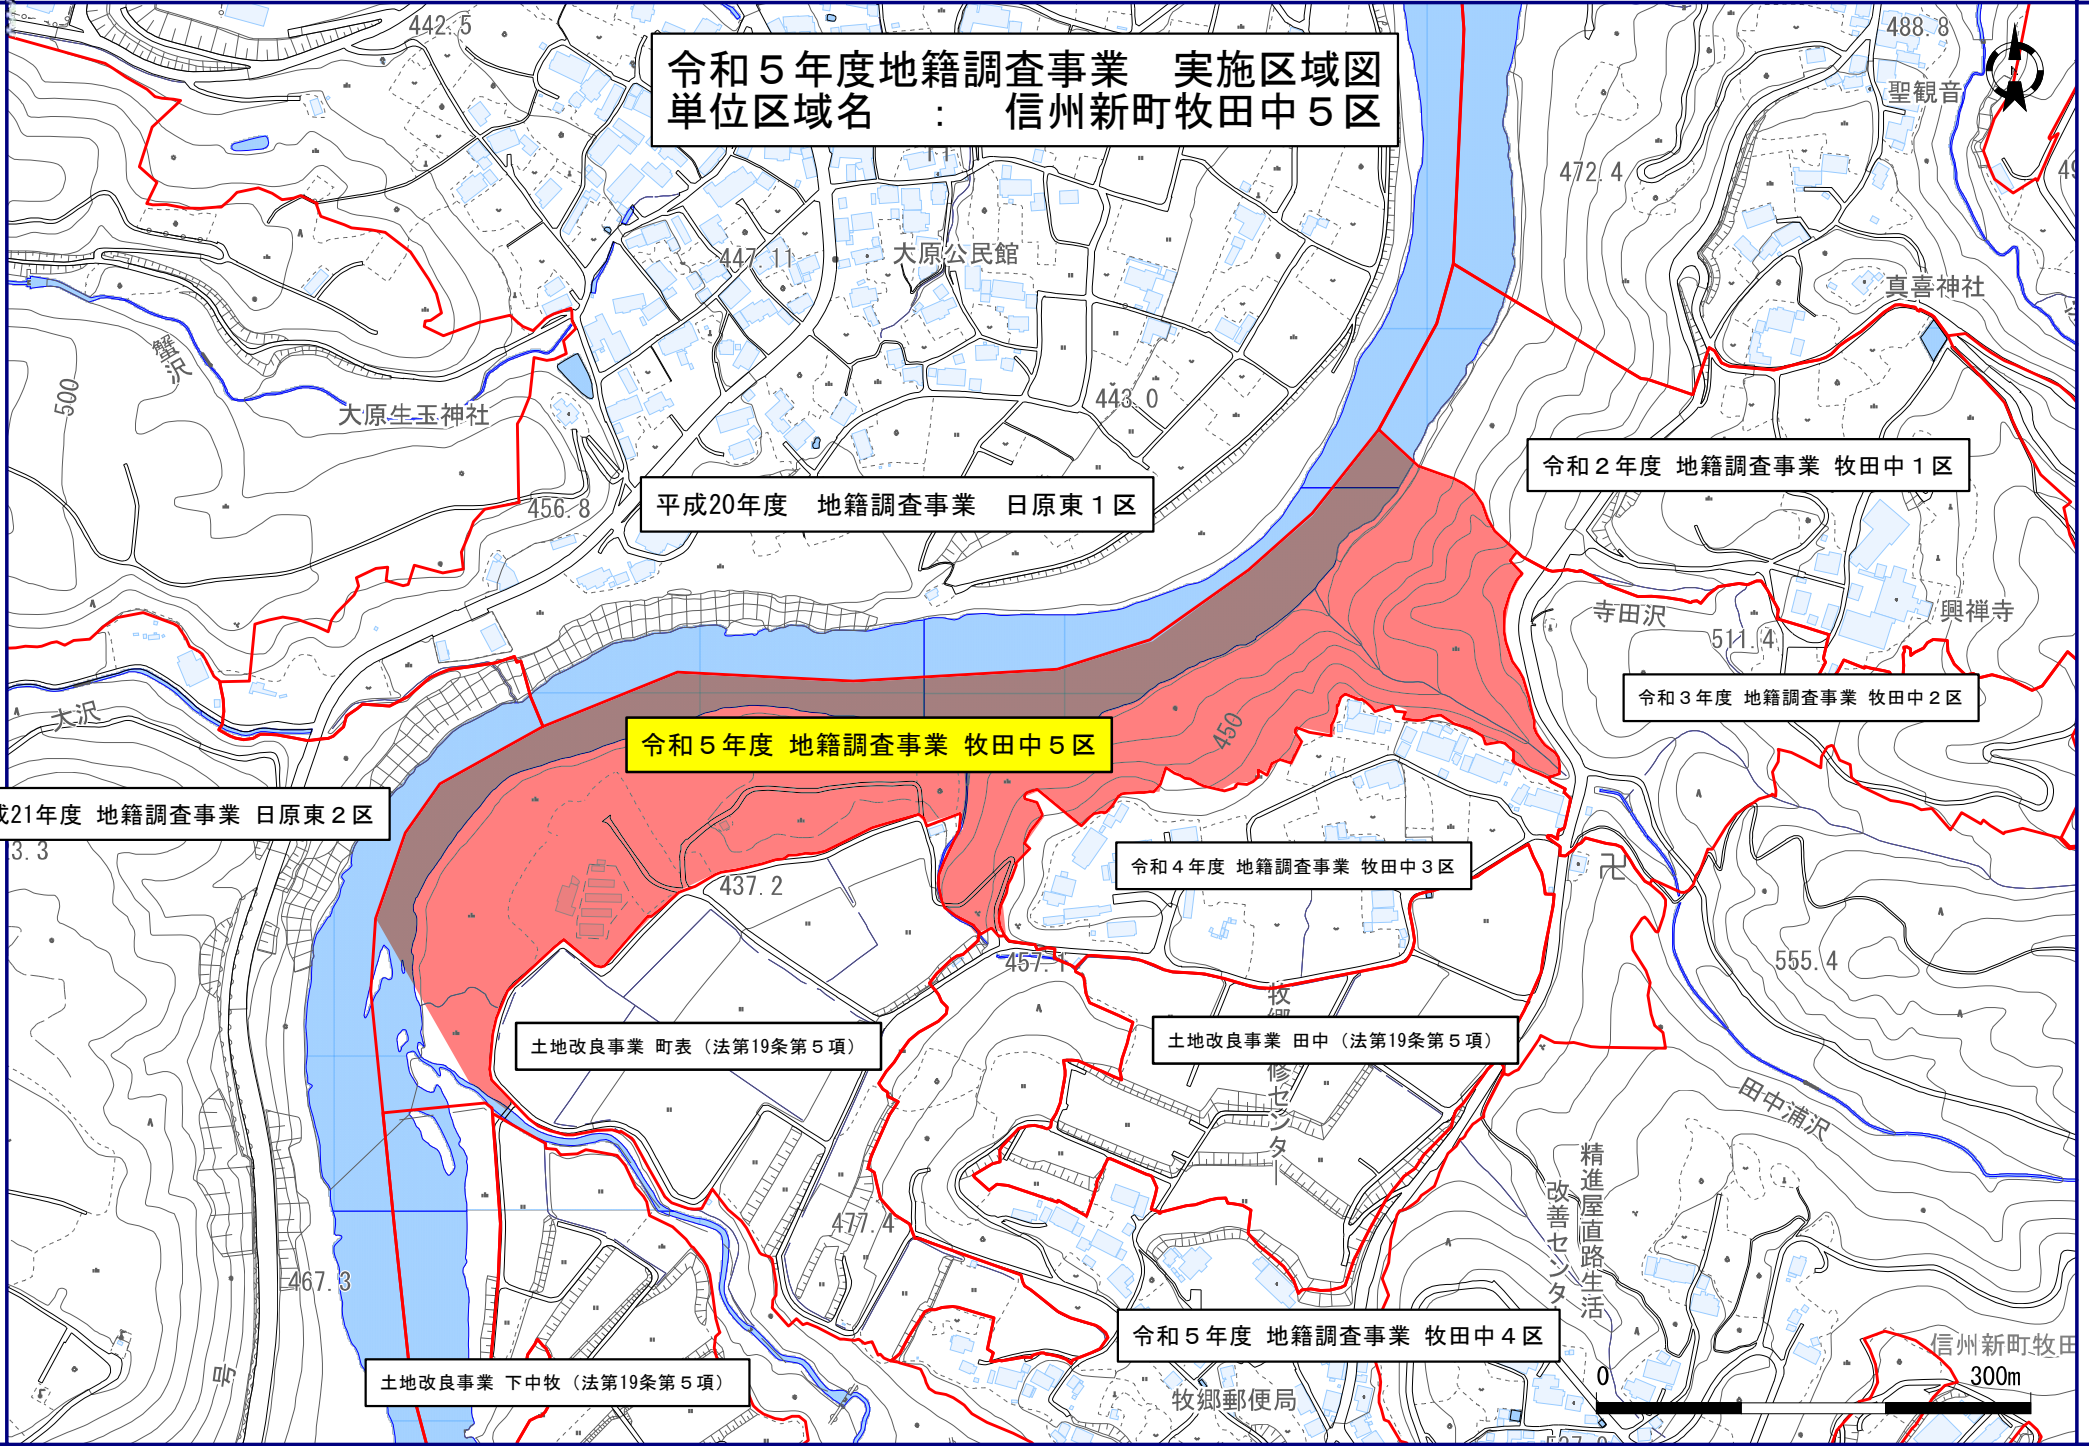 令和５年度地籍調査事業　実施区域図
単位区域名　：　信州新町牧田中５区
442.5
488.8
聖観音
472.4
447.11
大原公民館
真喜神社
蟹沢
500
大原生玉神社
443.0
令和２年度 地籍調査事業 牧田中１区
平成20年度　地籍調査事業　日原東１区
456.8
寺田沢
511.4
興禅寺
令和３年度 地籍調査事業 牧田中２区
大沢
450
令和５年度 地籍調査事業 牧田中５区
21年度 地籍調査事業 日原東２区
3.3
令和４年度 地籍調査事業 牧田中３区
卍
437.2
457.1
555.4
土地改良事業 町表（法第19条第５項）
土地改良事業 田中（法第19条第５項）
修センター
田中浦沢
精進屋直路生活
改善センタ
477.4
467.3
号
令和５年度 地籍調査事業 牧田中４区
信州新町牧田
土地改良事業 下中牧（法第19条第５項）
牧郷郵便局
0
300m